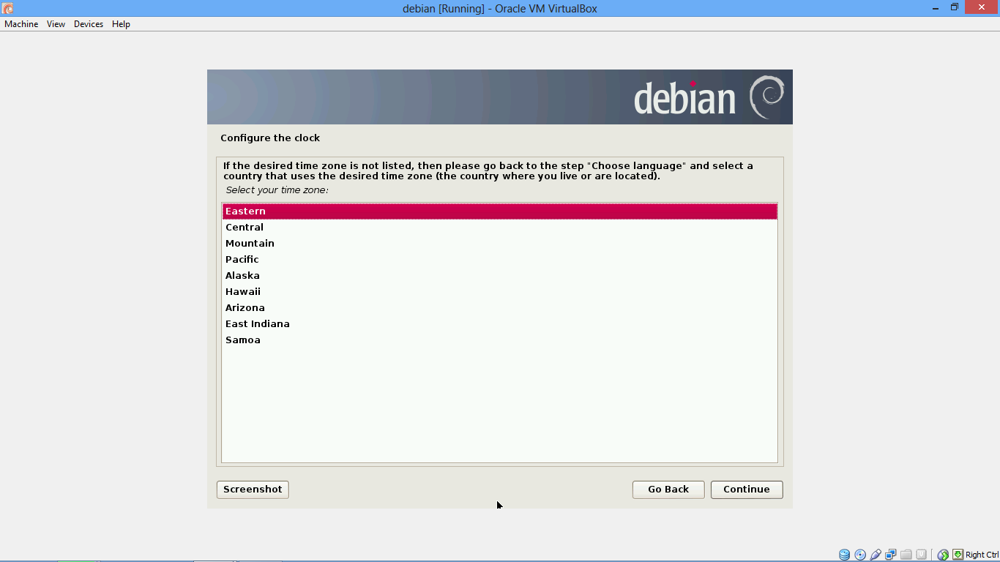 debian [Running] - Oracle VM VirtualBox
Machine View Devices Help
debian
Configure the clock
If the desired time zone is not listed, then please go back to the step "Choose language" and select a
country that uses the desired time zone (the country where you live or are located).
Select your time zone:
Eastern
Central
Mountain
Pacific
Alaska
Hawaii
Arizona
East Indiana
Samoa
Screenshot Go Back Continue
Right Ctrl